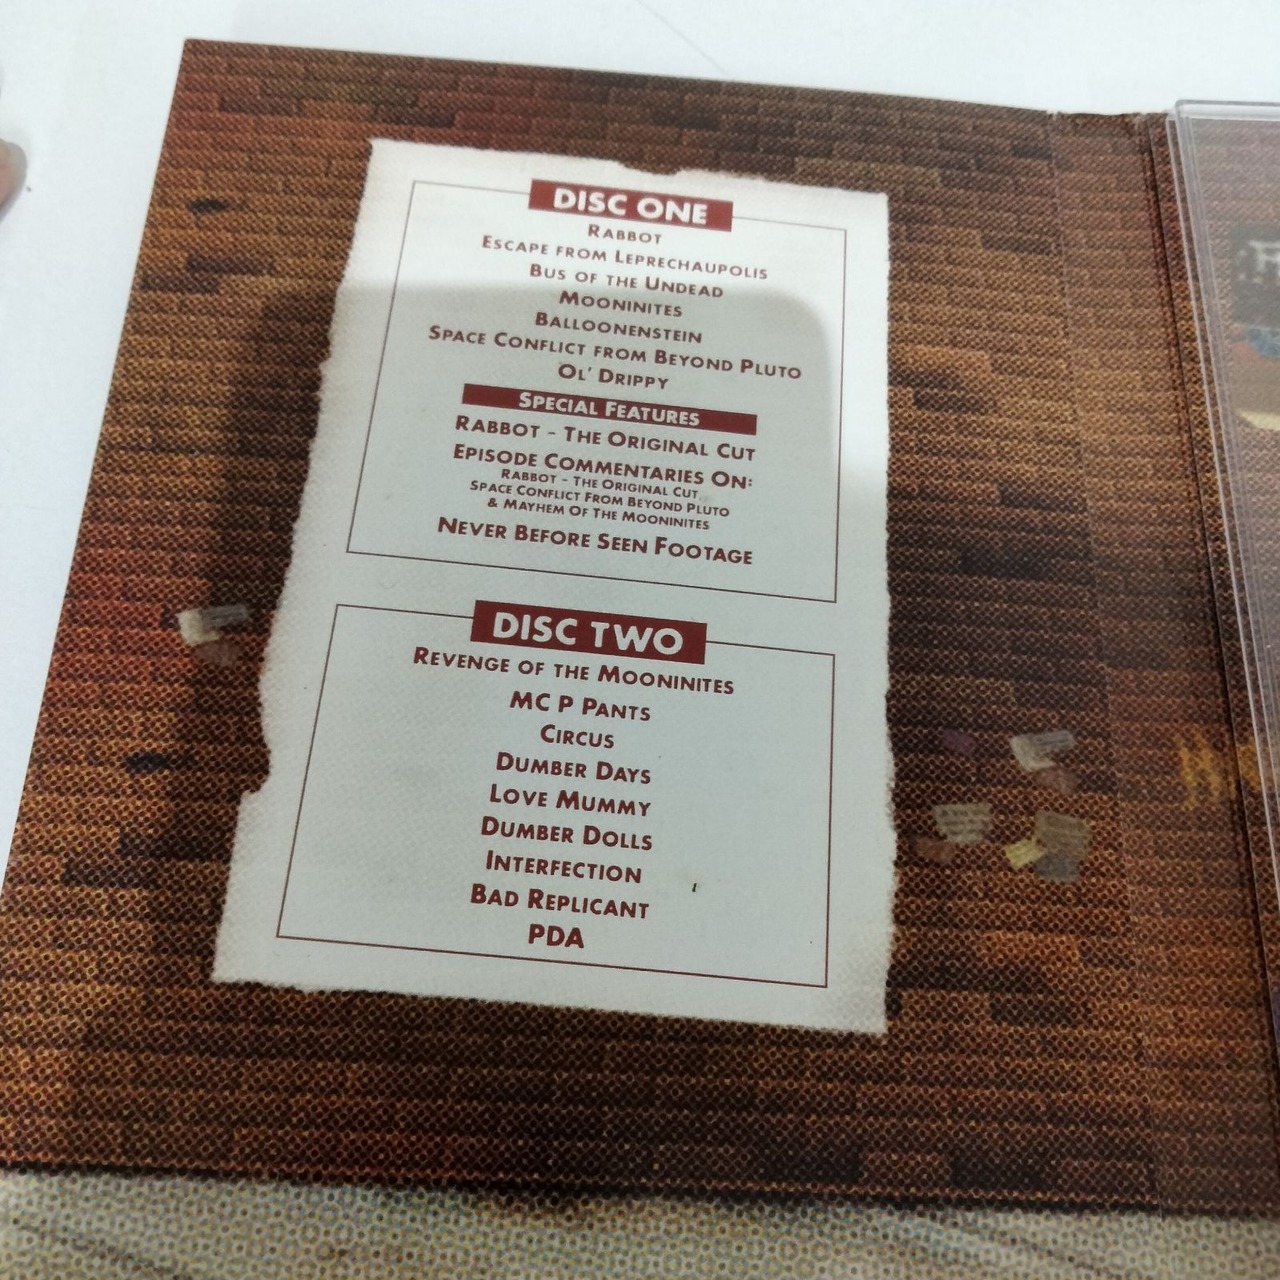 DISC ONE
RABBOT
ESCAPE FROM LEPRECHAUPOLIS
BUS OF THE UNDEAD
MOONINITES
BALLOONENSTEIN
SPACE CONFLICT FROM BEYOND PLUTO
OL' DRIPPY
SPECIAL FEATURES
RABBOT - THE ORIGINAL CUT
EPISODE COMMENTARIES ON:
RABBOT - THE ORIGINAL CUT,
SPACE CONFLICT FROM BEYOND PLUTO
& MAYHEM OF THE MOONINITES
NEVER BEFORE SEEN FOOTAGE
DISC TWO
REVENGE OF THE MOONINITES
MC P PANTS
CIRCUS
DUMBER DAYS
LOVE MUMMY
DUMBER DOLLS
INTERFECTION
BAD REPLICANT
PDA